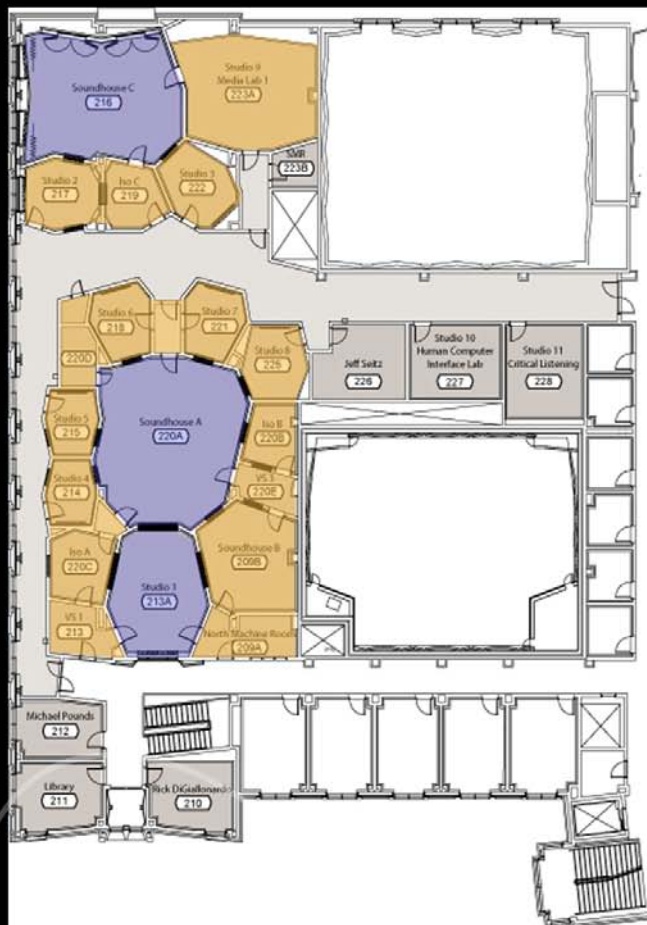 Soundhouse C
216
Studio 9
Media Lab 1
223A
SMR
223B
Studio 2
217
Iso C
219
Studio 3
222
Studio 6
218
Studio 7
221
220D
Studio 8
225
Jeff Seitz
226
Studio 10
Human Computer
Interface Lab
227
Studio 11
Critical Listening
228
Studio 5
215
Soundhouse A
220A
Iso B
220B
Studio 4
214
VS 3
220E
Iso A
220C
Studio 1
213A
Soundhouse B
209B
VS 1
213
North Machine Room
209A
Michael Pounds
212
Library
211
Rick DiGiallonardo
210